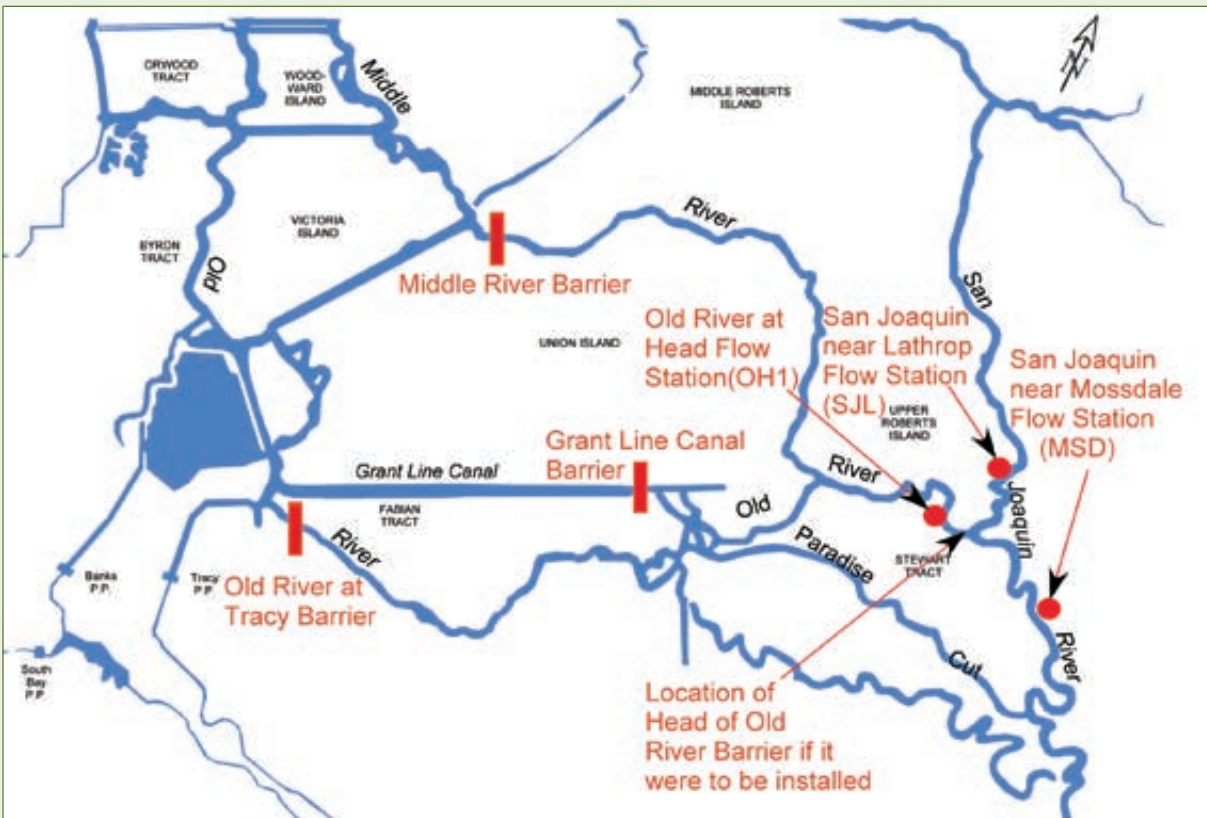 ORWOOD
TRACT
WOOD-
WARD
ISLAND
Middle
MIDDLE ROBERTS
ISLAND
N
BYRON
TRACT
VICTORIA
ISLAND
River
Old
San
Middle River Barrier
UNION ISLAND
Old River at
Head Flow
Station(OH1)
San Joaquin
near Lathrop
Flow Station
(SJL)
San Joaquin
near Mossdale
Flow Station
(MSD)
UPPER
ROBERTS
ISLAND
Grant Line Canal
Barrier
Grant Line Canal
FABIAN
TRACT
River
Old
River
Joaquin
Paradise
STEWART
TRACT
Old River at
Tracy Barrier
Banks
P.P.
Tracy
P.P.
South
Bay
P.P.
Cut
River
Location of
Head of Old
River Barrier if it
were to be installed